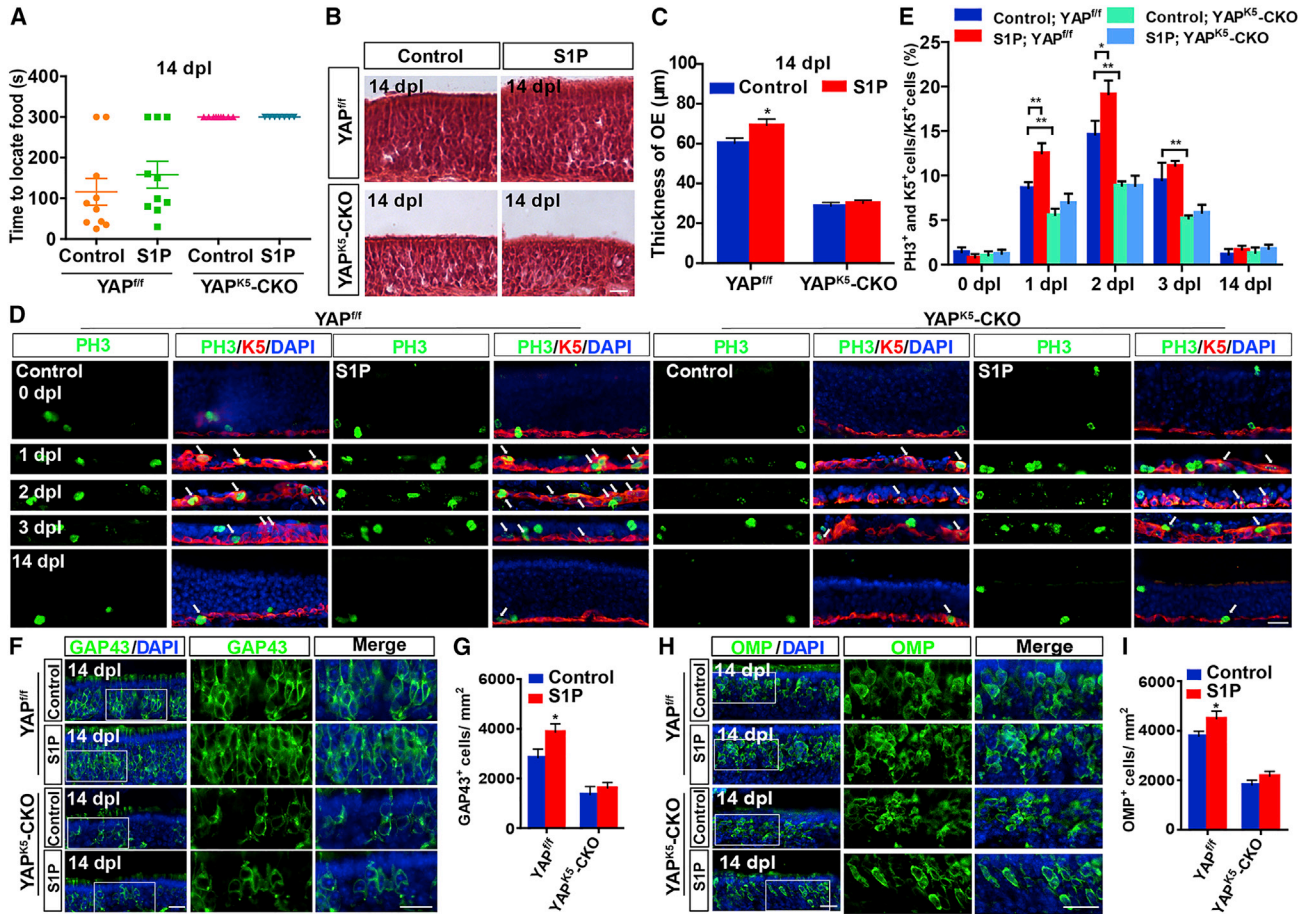 A
14 dpl
Time to locate food (s)
400
300
200
100
0
Control S1P Control S1P
YAPf/f YAPK5-CKO
B
Control S1P
YAPf/f
14 dpl 14 dpl
YAPK5-CKO
14 dpl 14 dpl
C
14 dpl
Control S1P
Thickness of OE (μm)
100
80
60
40
20
0
*
YAPf/f YAPK5-CKO
E
Control; YAPf/f Control; YAPK5-CKO
S1P; YAPf/f S1P; YAPK5-CKO
PH3+ and K5+cells/K5+cells (%)
25
20
15
10
5
0
** ** * ** **
0 dpl 1 dpl 2 dpl 3 dpl 14 dpl
D
YAPf/f YAPK5-CKO
PH3 PH3/K5/DAPI PH3 PH3/K5/DAPI PH3 PH3/K5/DAPI PH3 PH3/K5/DAPI
Control S1P Control S1P
0 dpl
1 dpl
2 dpl
3 dpl
14 dpl
F
GAP43/DAPI GAP43 Merge
YAPf/f
Control
14 dpl
S1P
14 dpl
YAPK5-CKO
Control
14 dpl
S1P
14 dpl
G
Control
S1P
GAP43+ cells/ mm2
6000
4000
2000
0
*
YAPf/f
YAPK5-CKO
H
OMP /DAPI OMP Merge
YAPf/f
Control
14 dpl
S1P
14 dpl
YAPK5-CKO
Control
14 dpl
S1P
14 dpl
I
Control
S1P
OMP+ cells/ mm2
6000
4000
2000
0
*
YAPf/f
YAPK5-CKO